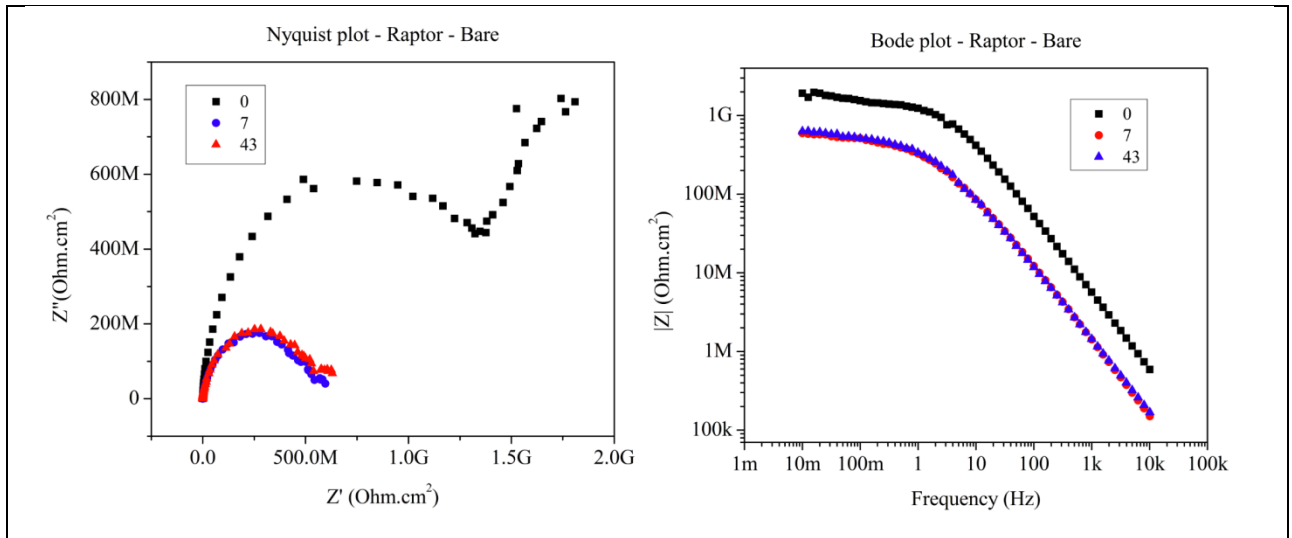 Nyquist plot - Raptor - Bare
800M
600M
400M
200M
0
Z''(Ohm.cm2)
0
7
43
0.0
500.0M
1.0G
1.5G
2.0G
Z' (Ohm.cm2)
Bode plot - Raptor - Bare
1G
100M
10M
1M
100k
|Z| (Ohm.cm2)
0
7
43
1m
10m
100m
1
10
100
1k
10k
100k
Frequency (Hz)